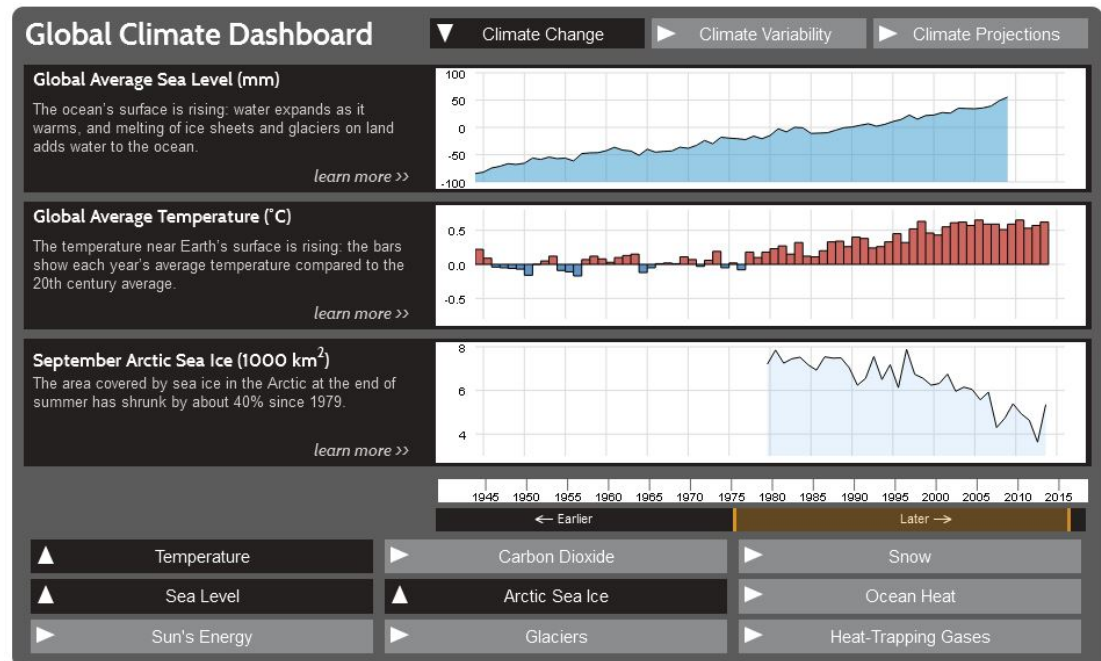 Global Climate Dashboard
Climate Change
Climate Variability
Climate Projections
Global Average Sea Level (mm)
The ocean's surface is rising: water expands as it
warms, and melting of ice sheets and glaciers on land
adds water to the ocean.
learn more >>
100
50
0
-50
-100
Global Average Temperature (°C)
The temperature near Earth's surface is rising: the bars
show each year's average temperature compared to the
20th century average.
learn more >>
0.5
0.0
-0.5
September Arctic Sea Ice (1000 km²)
The area covered by sea ice in the Arctic at the end of
summer has shrunk by about 40% since 1979.
learn more >>
8
6
4
1945 1950 1955 1960 1965 1970 1975 1980 1985 1990 1995 2000 2005 2010 2015
← Earlier
Later →
Temperature
Carbon Dioxide
Snow
Sea Level
Arctic Sea Ice
Ocean Heat
Sun's Energy
Glaciers
Heat-Trapping Gases